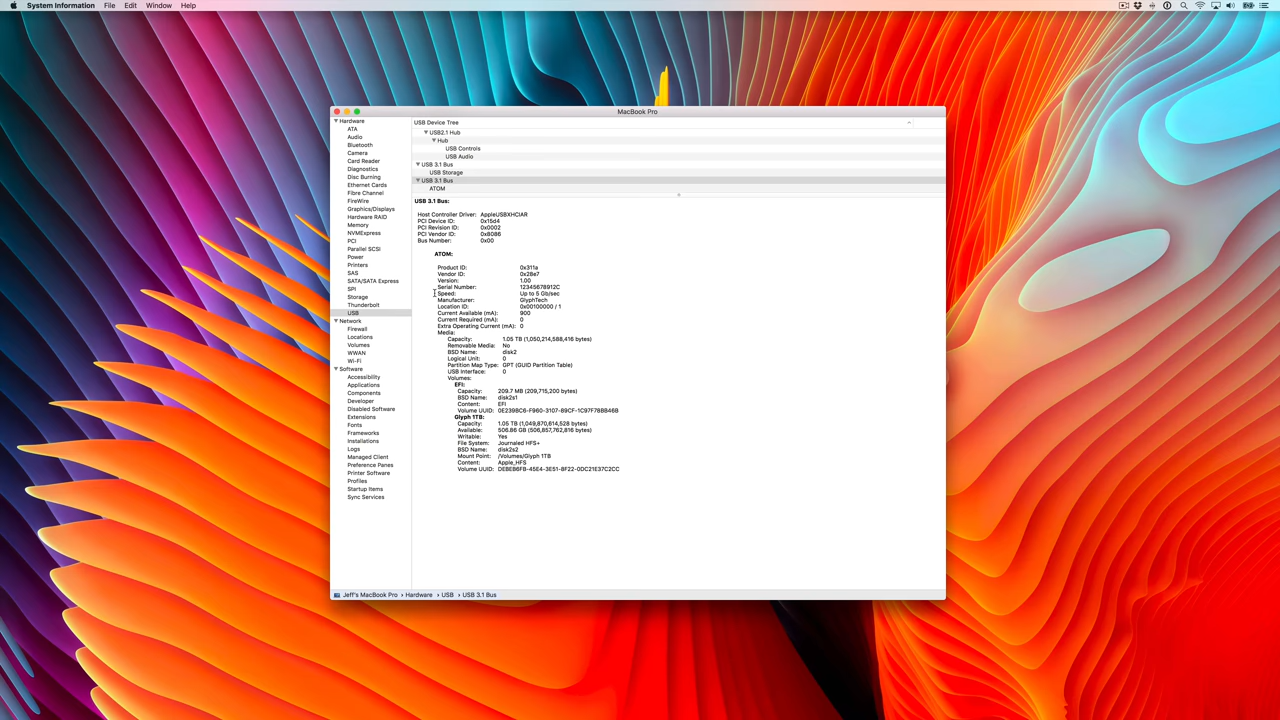 System Information File Edit Window Help
MacBook Pro
Hardware
ATA
Audio
Bluetooth
Camera
Card Reader
Diagnostics
Disc Burning
Ethernet Cards
Fibre Channel
FireWire
Graphics/Displays
Hardware RAID
Memory
NVMExpress
PCI
Parallel SCSI
Power
Printers
SAS
SATA/SATA Express
SPI
Storage
Thunderbolt
USB
Network
Firewall
Locations
Volumes
WWAN
Wi-Fi
Software
Accessibility
Applications
Components
Developer
Disabled Software
Extensions
Fonts
Frameworks
Installations
Logs
Managed Client
Preference Panes
Printer Software
Profiles
Startup Items
Sync Services
USB Device Tree
USB2.1 Hub
Hub
USB Controls
USB Audio
USB 3.1 Bus
USB Storage
USB 3.1 Bus
ATOM
USB 3.1 Bus:
Host Controller Driver: AppleUSBXHCIAR
PCI Device ID: 0x15d4
PCI Revision ID: 0x0002
PCI Vendor ID: 0x8086
Bus Number: 0x00
ATOM:
Product ID: 0x311a
Vendor ID: 0x28e7
Version: 1.00
Serial Number: 12345678912C
Speed: Up to 5 Gb/sec
Manufacturer: GlyphTech
Location ID: 0x00100000 / 1
Current Available (mA): 900
Current Required (mA): 0
Extra Operating Current (mA): 0
Media:
Capacity: 1.05 TB (1,050,214,588,416 bytes)
Removable Media: No
BSD Name: disk2
Logical Unit: 0
Partition Map Type: GPT (GUID Partition Table)
USB Interface: 0
Volumes:
EFI:
Capacity: 209.7 MB (209,715,200 bytes)
BSD Name: disk2s1
Content: EFI
Volume UUID: 0E239BC6-F960-3107-89CF-1C97F78BB46B
Glyph 1TB:
Capacity: 1.05 TB (1,049,870,814,528 bytes)
Available: 506.86 GB (506,857,762,816 bytes)
Writable: Yes
File System: Journaled HFS+
BSD Name: disk2s2
Mount Point: /Volumes/Glyph 1TB
Content: Apple_HFS
Volume UUID: DEBEB6FB-45E4-3E51-8F22-0DC21E37C2CC
Jeff's MacBook Pro › Hardware › USB › USB 3.1 Bus